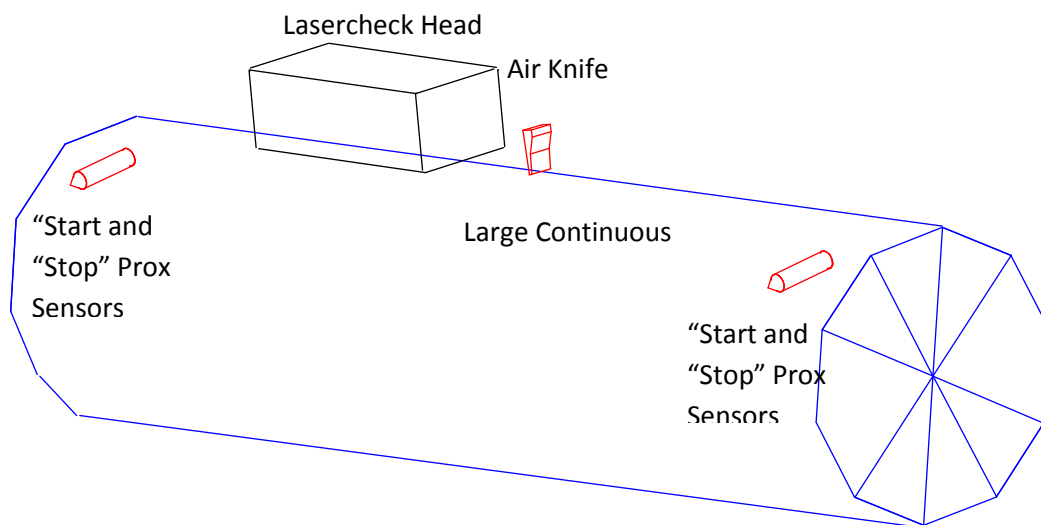 Lasercheck Head
Air Knife
“Start and
“Stop” Prox
Sensors
Large Continuous
“Start and
“Stop” Prox
Sensors